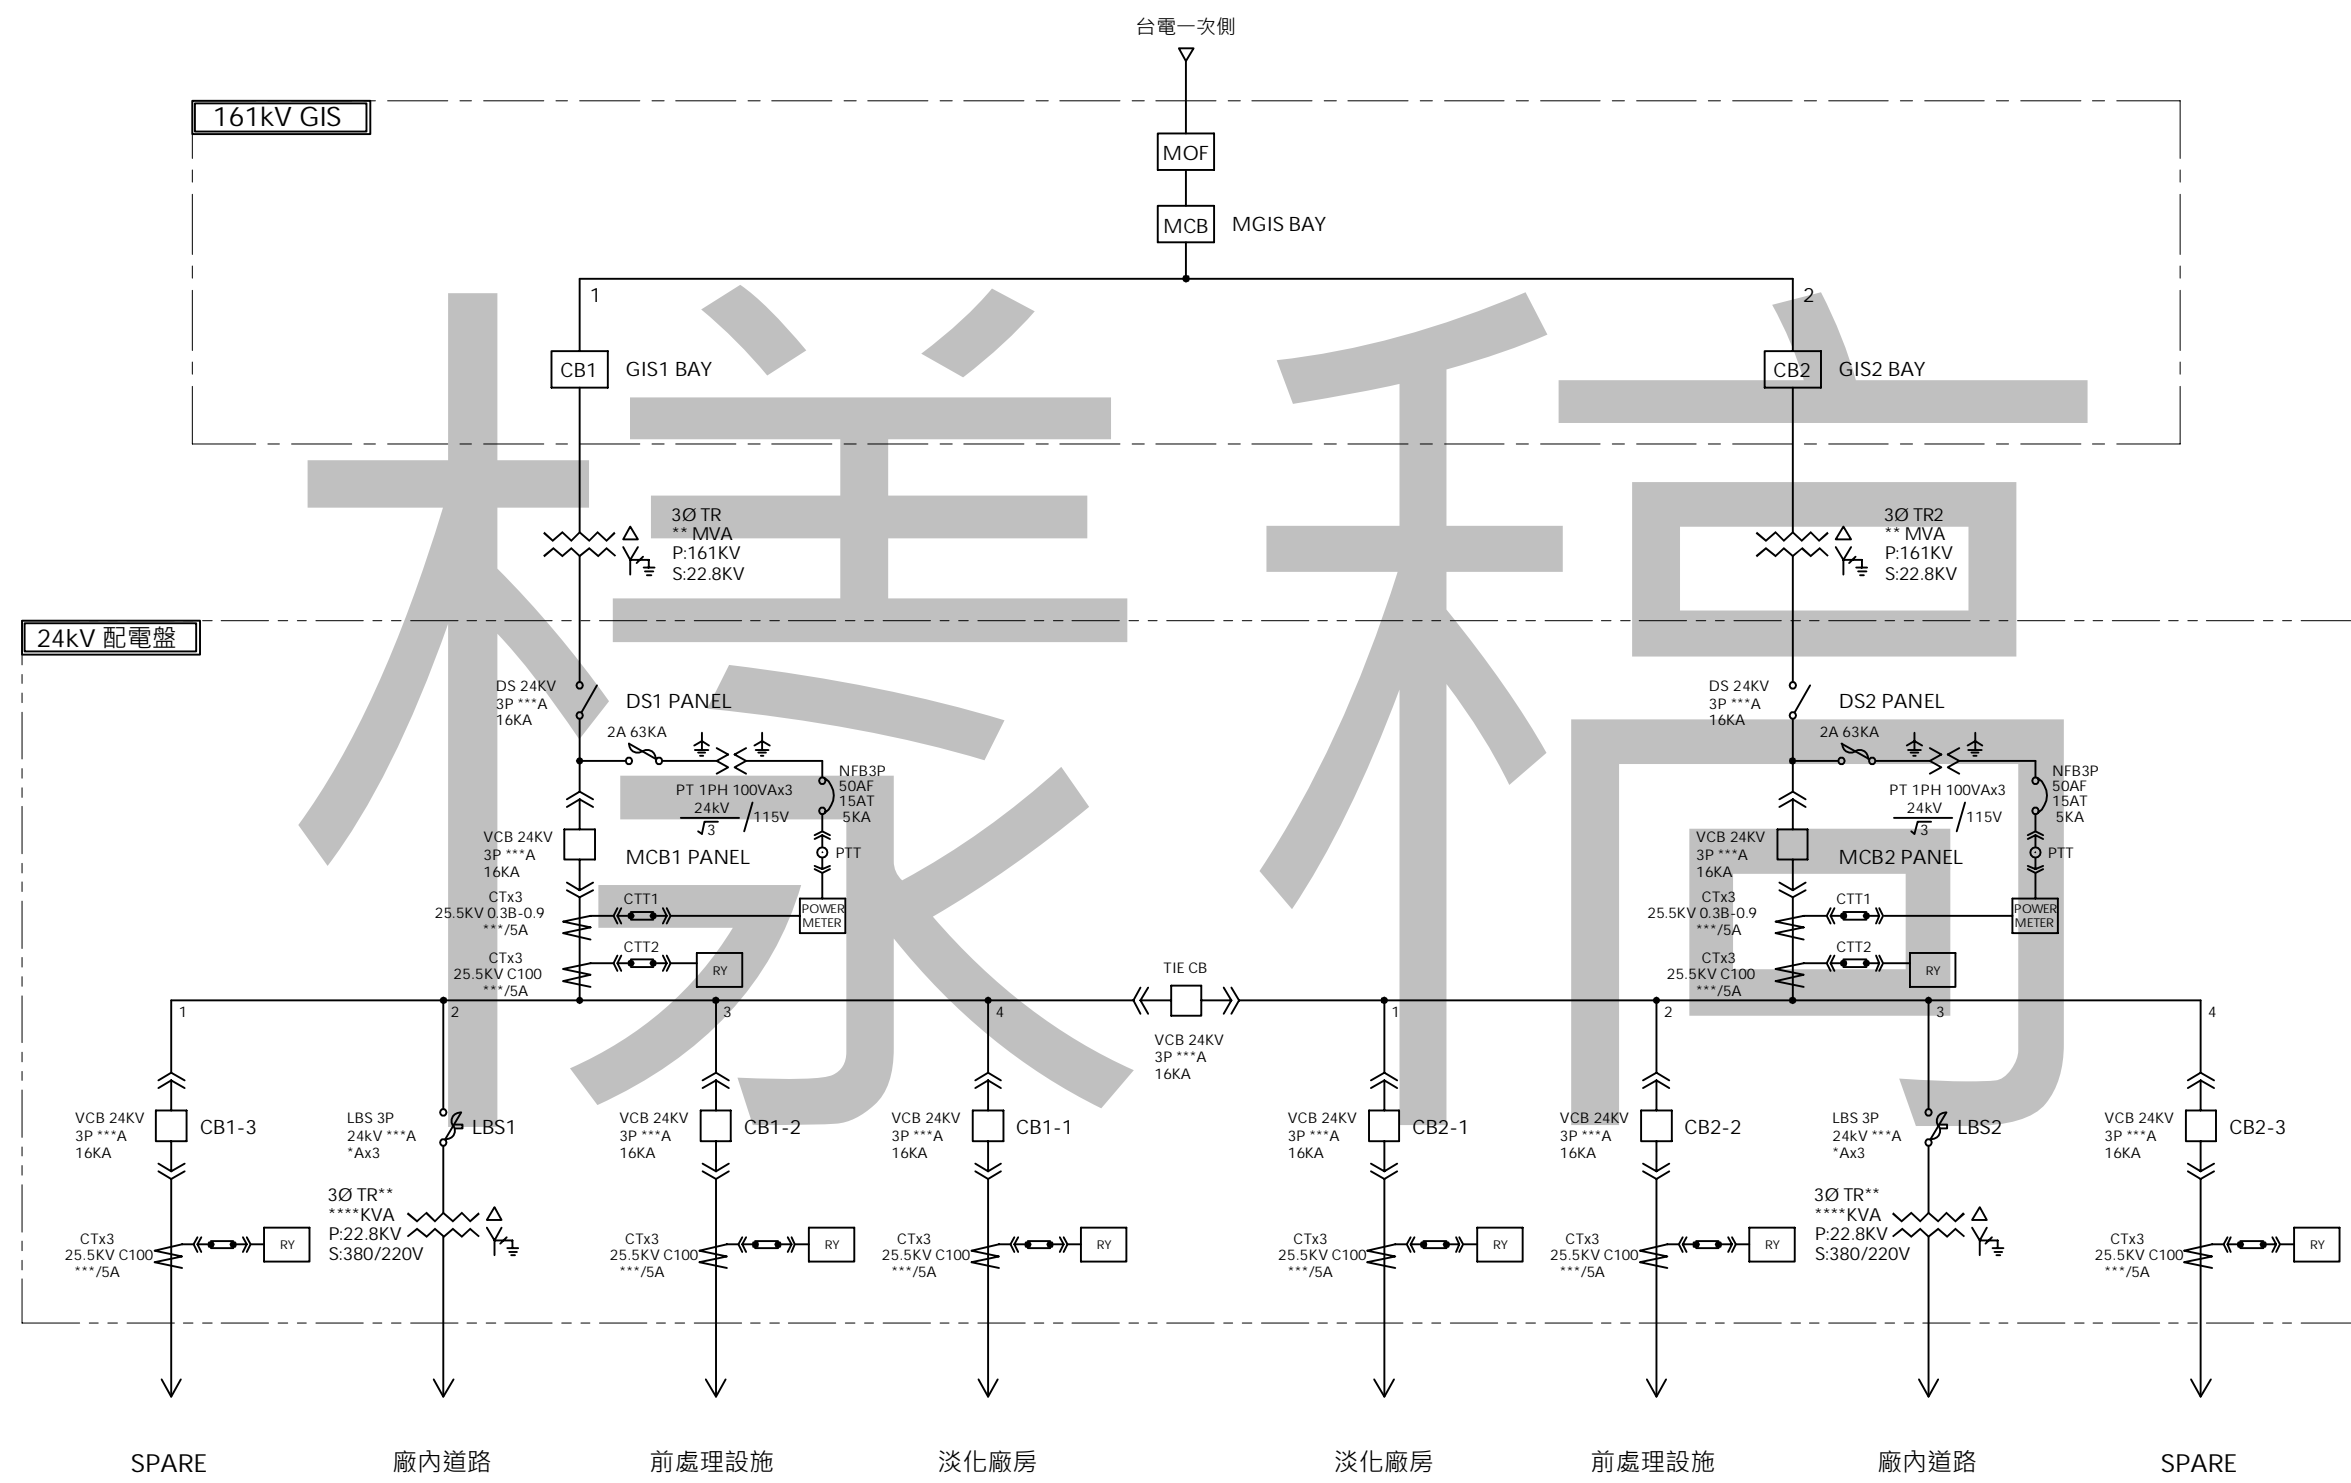 台電一次側
161kV GIS
MOF
MCB
MGIS BAY
1
2
CB1
GIS1 BAY
CB2
GIS2 BAY
3Ø TR
** MVA
P:161KV
S:22.8KV
3Ø TR2
** MVA
P:161KV
S:22.8KV
24kV 配電盤
DS 24KV
3P ***A
16KA
DS1 PANEL
2A 63KA
NFB3P
50AF
15AT
5KA
PT 1PH 100VAx3
24kV
√3
/115V
VCB 24KV
3P ***A
16KA
MCB1 PANEL
PTT
CTx3
25.5KV 0.3B-0.9
***/5A
CTT1
POWER
METER
CTx3
25.5KV C100
***/5A
CTT2
RY
DS 24KV
3P ***A
16KA
DS2 PANEL
2A 63KA
NFB3P
50AF
15AT
5KA
PT 1PH 100VAx3
24kV
√3
/115V
VCB 24KV
3P ***A
16KA
MCB2 PANEL
PTT
CTx3
25.5KV 0.3B-0.9
***/5A
CTT1
POWER
METER
CTx3
25.5KV C100
***/5A
CTT2
RY
TIE CB
VCB 24KV
3P ***A
16KA
1
2
3
4
1
2
3
4
VCB 24KV
3P ***A
16KA
CB1-3
CTx3
25.5KV C100
***/5A
RY
LBS 3P
24kV ***A
*Ax3
LBS1
3Ø TR**
****KVA
P:22.8KV
S:380/220V
VCB 24KV
3P ***A
16KA
CB1-2
CTx3
25.5KV C100
***/5A
RY
VCB 24KV
3P ***A
16KA
CB1-1
CTx3
25.5KV C100
***/5A
RY
VCB 24KV
3P ***A
16KA
CB2-1
CTx3
25.5KV C100
***/5A
RY
VCB 24KV
3P ***A
16KA
CB2-2
CTx3
25.5KV C100
***/5A
RY
LBS 3P
24kV ***A
*Ax3
LBS2
3Ø TR**
****KVA
P:22.8KV
S:380/220V
VCB 24KV
3P ***A
16KA
CB2-3
CTx3
25.5KV C100
***/5A
RY
SPARE
廠內道路
前處理設施
淡化廠房
淡化廠房
前處理設施
廠內道路
SPARE
樣稿